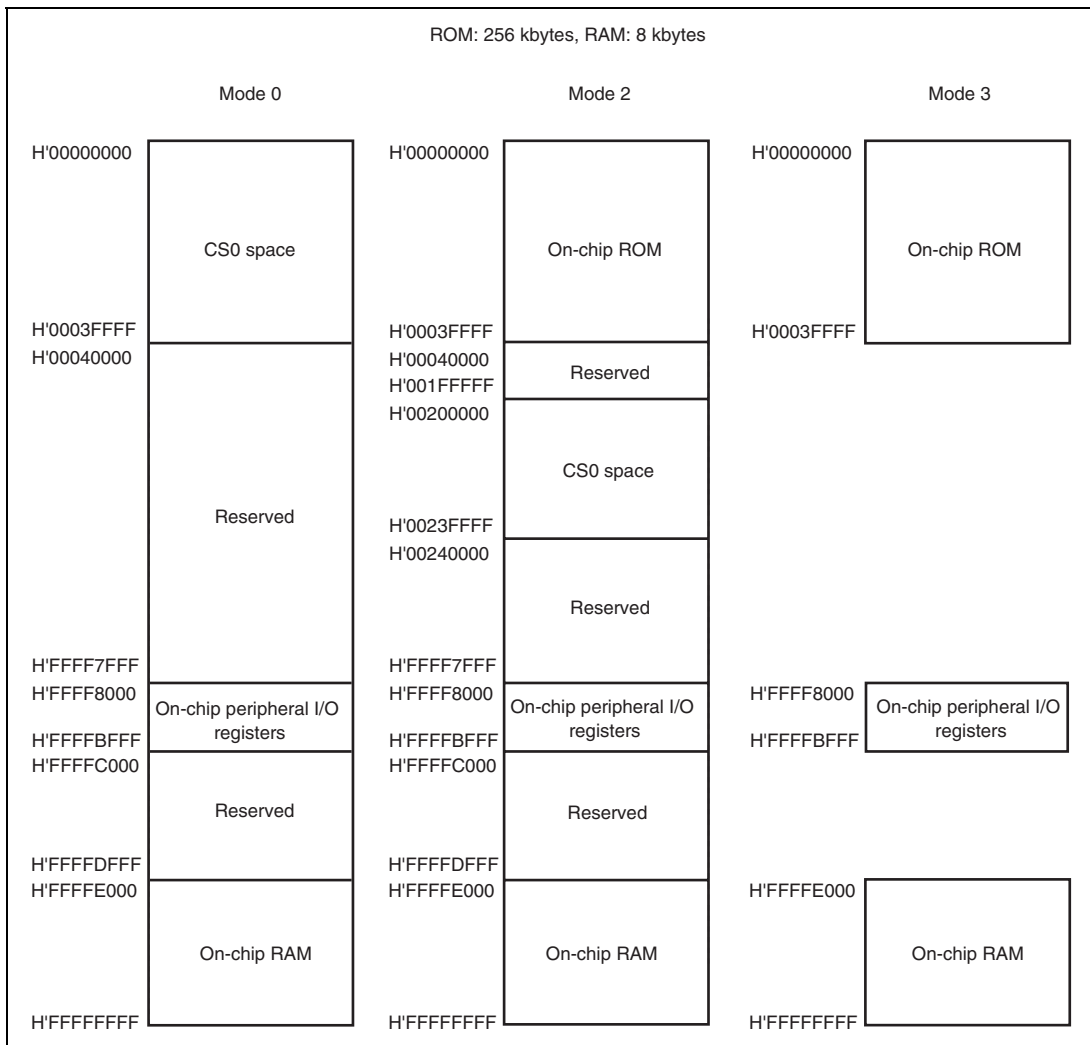 ROM: 256 kbytes, RAM: 8 kbytes
Mode 0
H'00000000
CS0 space
H'0003FFFF
H'00040000
Reserved
H'FFFF7FFF
H'FFFF8000
On-chip peripheral I/O
registers
H'FFFFBFFF
H'FFFFC000
Reserved
H'FFFFDFFF
H'FFFFE000
On-chip RAM
H'FFFFFFFF
Mode 2
H'00000000
On-chip ROM
H'0003FFFF
H'00040000
Reserved
H'001FFFFF
H'00200000
CS0 space
H'0023FFFF
H'00240000
Reserved
H'FFFF7FFF
H'FFFF8000
On-chip peripheral I/O
registers
H'FFFFBFFF
H'FFFFC000
Reserved
H'FFFFDFFF
H'FFFFE000
On-chip RAM
H'FFFFFFFF
Mode 3
H'00000000
On-chip ROM
H'0003FFFF
H'FFFF8000
On-chip peripheral I/O
registers
H'FFFFBFFF
H'FFFFE000
On-chip RAM
H'FFFFFFFF